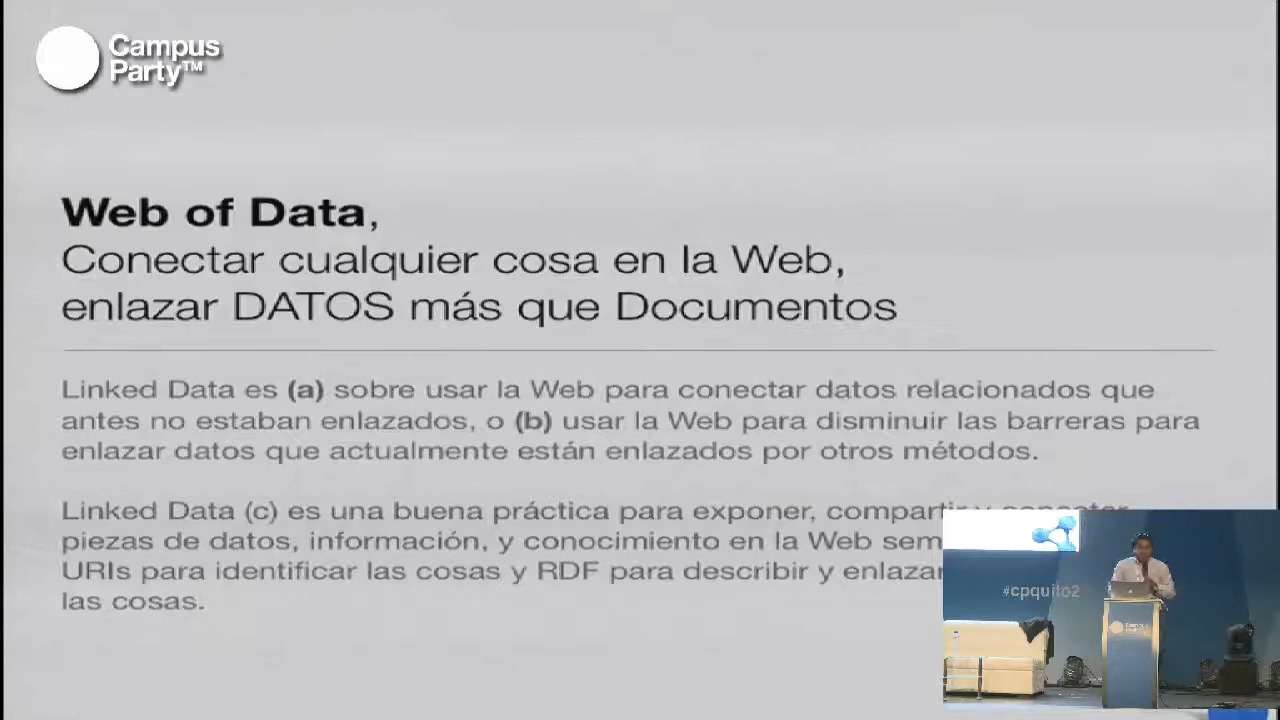 Campus
Party™
Web of Data,
Conectar cualquier cosa en la Web,
enlazar DATOS más que Documentos
Linked Data es (a) sobre usar la Web para conectar datos relacionados que
antes no estaban enlazados, o (b) usar la Web para disminuir las barreras para
enlazar datos que actualmente están enlazados por otros métodos.
Linked Data (c) es una buena práctica para exponer, compartir y conectar
piezas de datos, información, y conocimiento en la Web sem
URIs para identificar las cosas y RDF para describir y enlazar
las cosas.
#cpquito2
Campus
Party